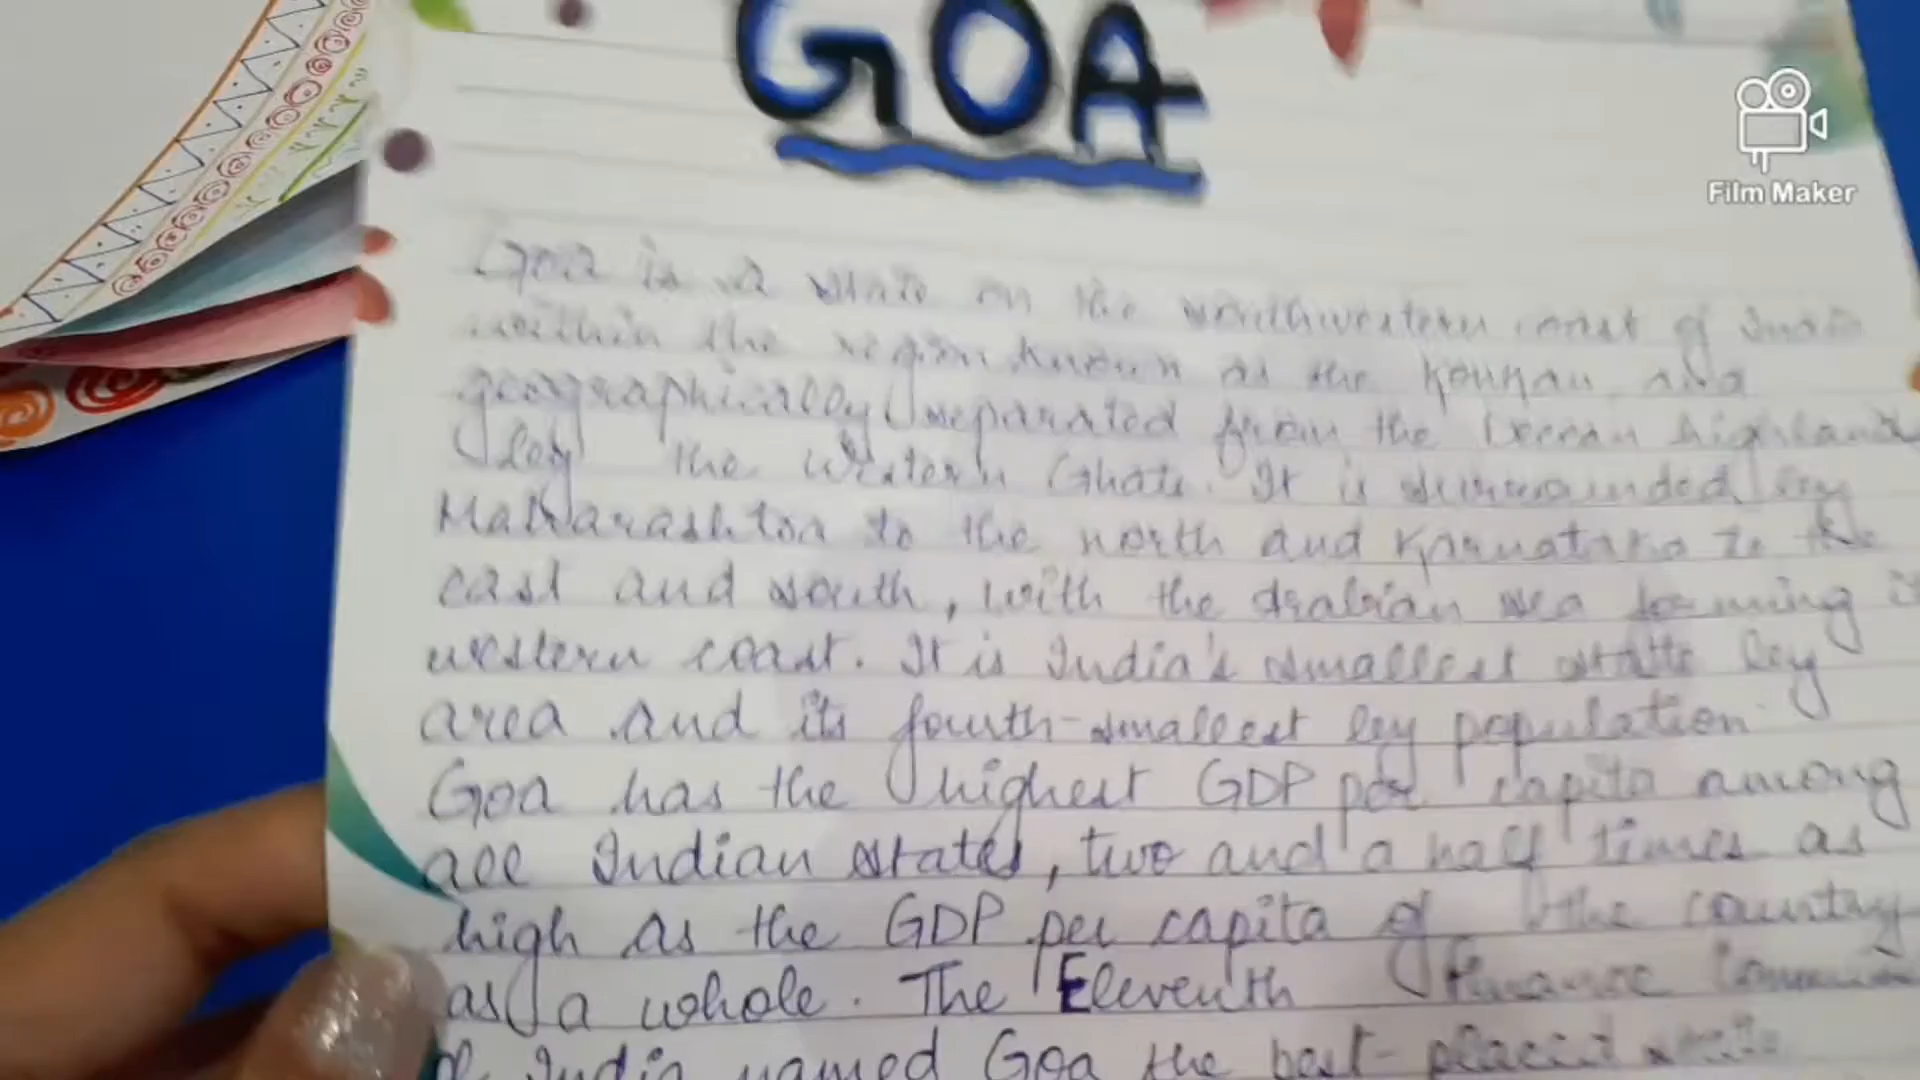 GOA
Film Maker
Goa is a state on the southwestern coast of India
within the region known as the Konkan, and
geographically separated from the Deccan highlands
by the Western Ghats. It is surrounded by
Maharashtra to the north and Karnataka to the
east and south, with the Arabian sea forming its
western coast. It is India's smallest state by
area and its fourth-smallest by population.
Goa has the highest GDP per capita among
all Indian states, two and a half times as
high as the GDP per capita of the country
as a whole. The Eleventh Finance Commission
of India named Goa the best-placed state